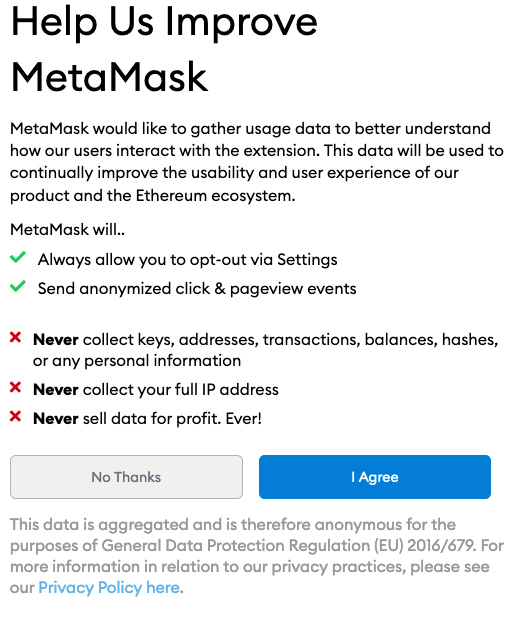 Help Us Improve
MetaMask
MetaMask would like to gather usage data to better understand
how our users interact with the extension. This data will be used to
continually improve the usability and user experience of our
product and the Ethereum ecosystem.
MetaMask will..
Always allow you to opt-out via Settings
Send anonymized click & pageview events
Never collect keys, addresses, transactions, balances, hashes,
or any personal information
Never collect your full IP address
Never sell data for profit. Ever!
No Thanks
I Agree
This data is aggregated and is therefore anonymous for the
purposes of General Data Protection Regulation (EU) 2016/679. For
more information in relation to our privacy practices, please see
our Privacy Policy here.